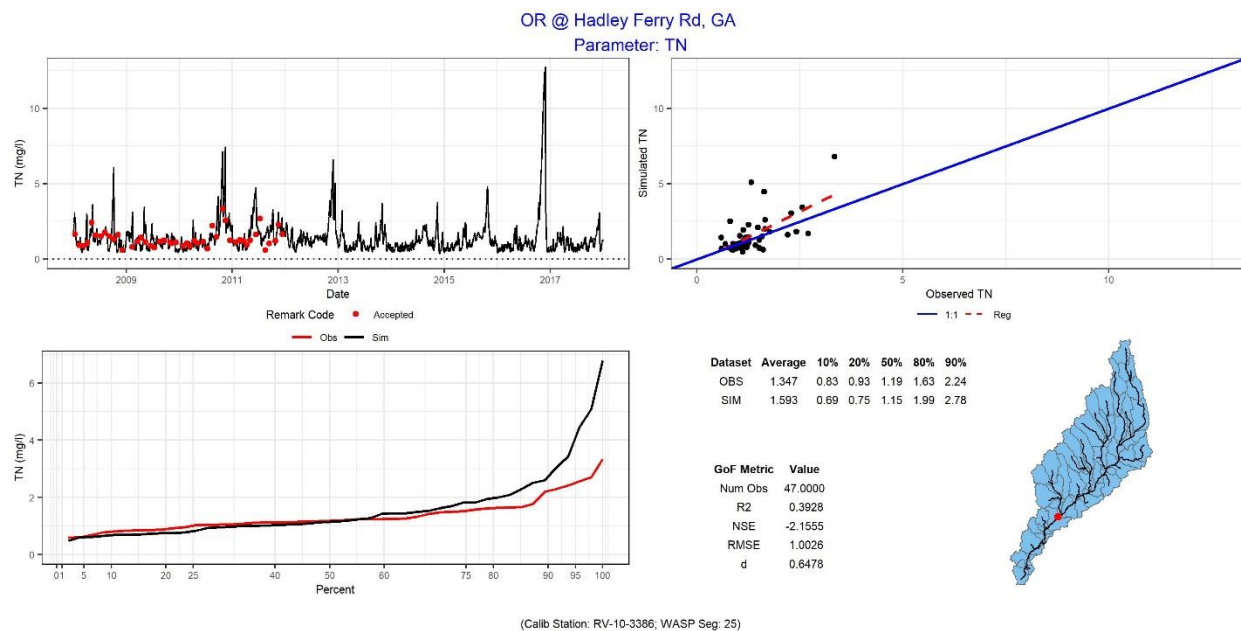 OR @ Hadley Ferry Rd, GA
Parameter: TN
TN (mg/l)
10
5
0
2009 2011 2013 2015 2017
Date
Remark Code Accepted
Simulated TN
10
5
0
0 5 10
Observed TN
1:1 Reg
Obs Sim
TN (mg/l)
6
4
2
0
01 5 10 20 25 40 50 60 75 80 90 95 100
Percent
Dataset Average 10% 20% 50% 80% 90%
OBS 1.347 0.83 0.93 1.19 1.63 2.24
SIM 1.593 0.69 0.75 1.15 1.99 2.78
GoF Metric Value
Num Obs 47.0000
R2 0.3928
NSE -2.1555
RMSE 1.0026
d 0.6478
(Calib Station: RV-10-3386; WASP Seg: 25)